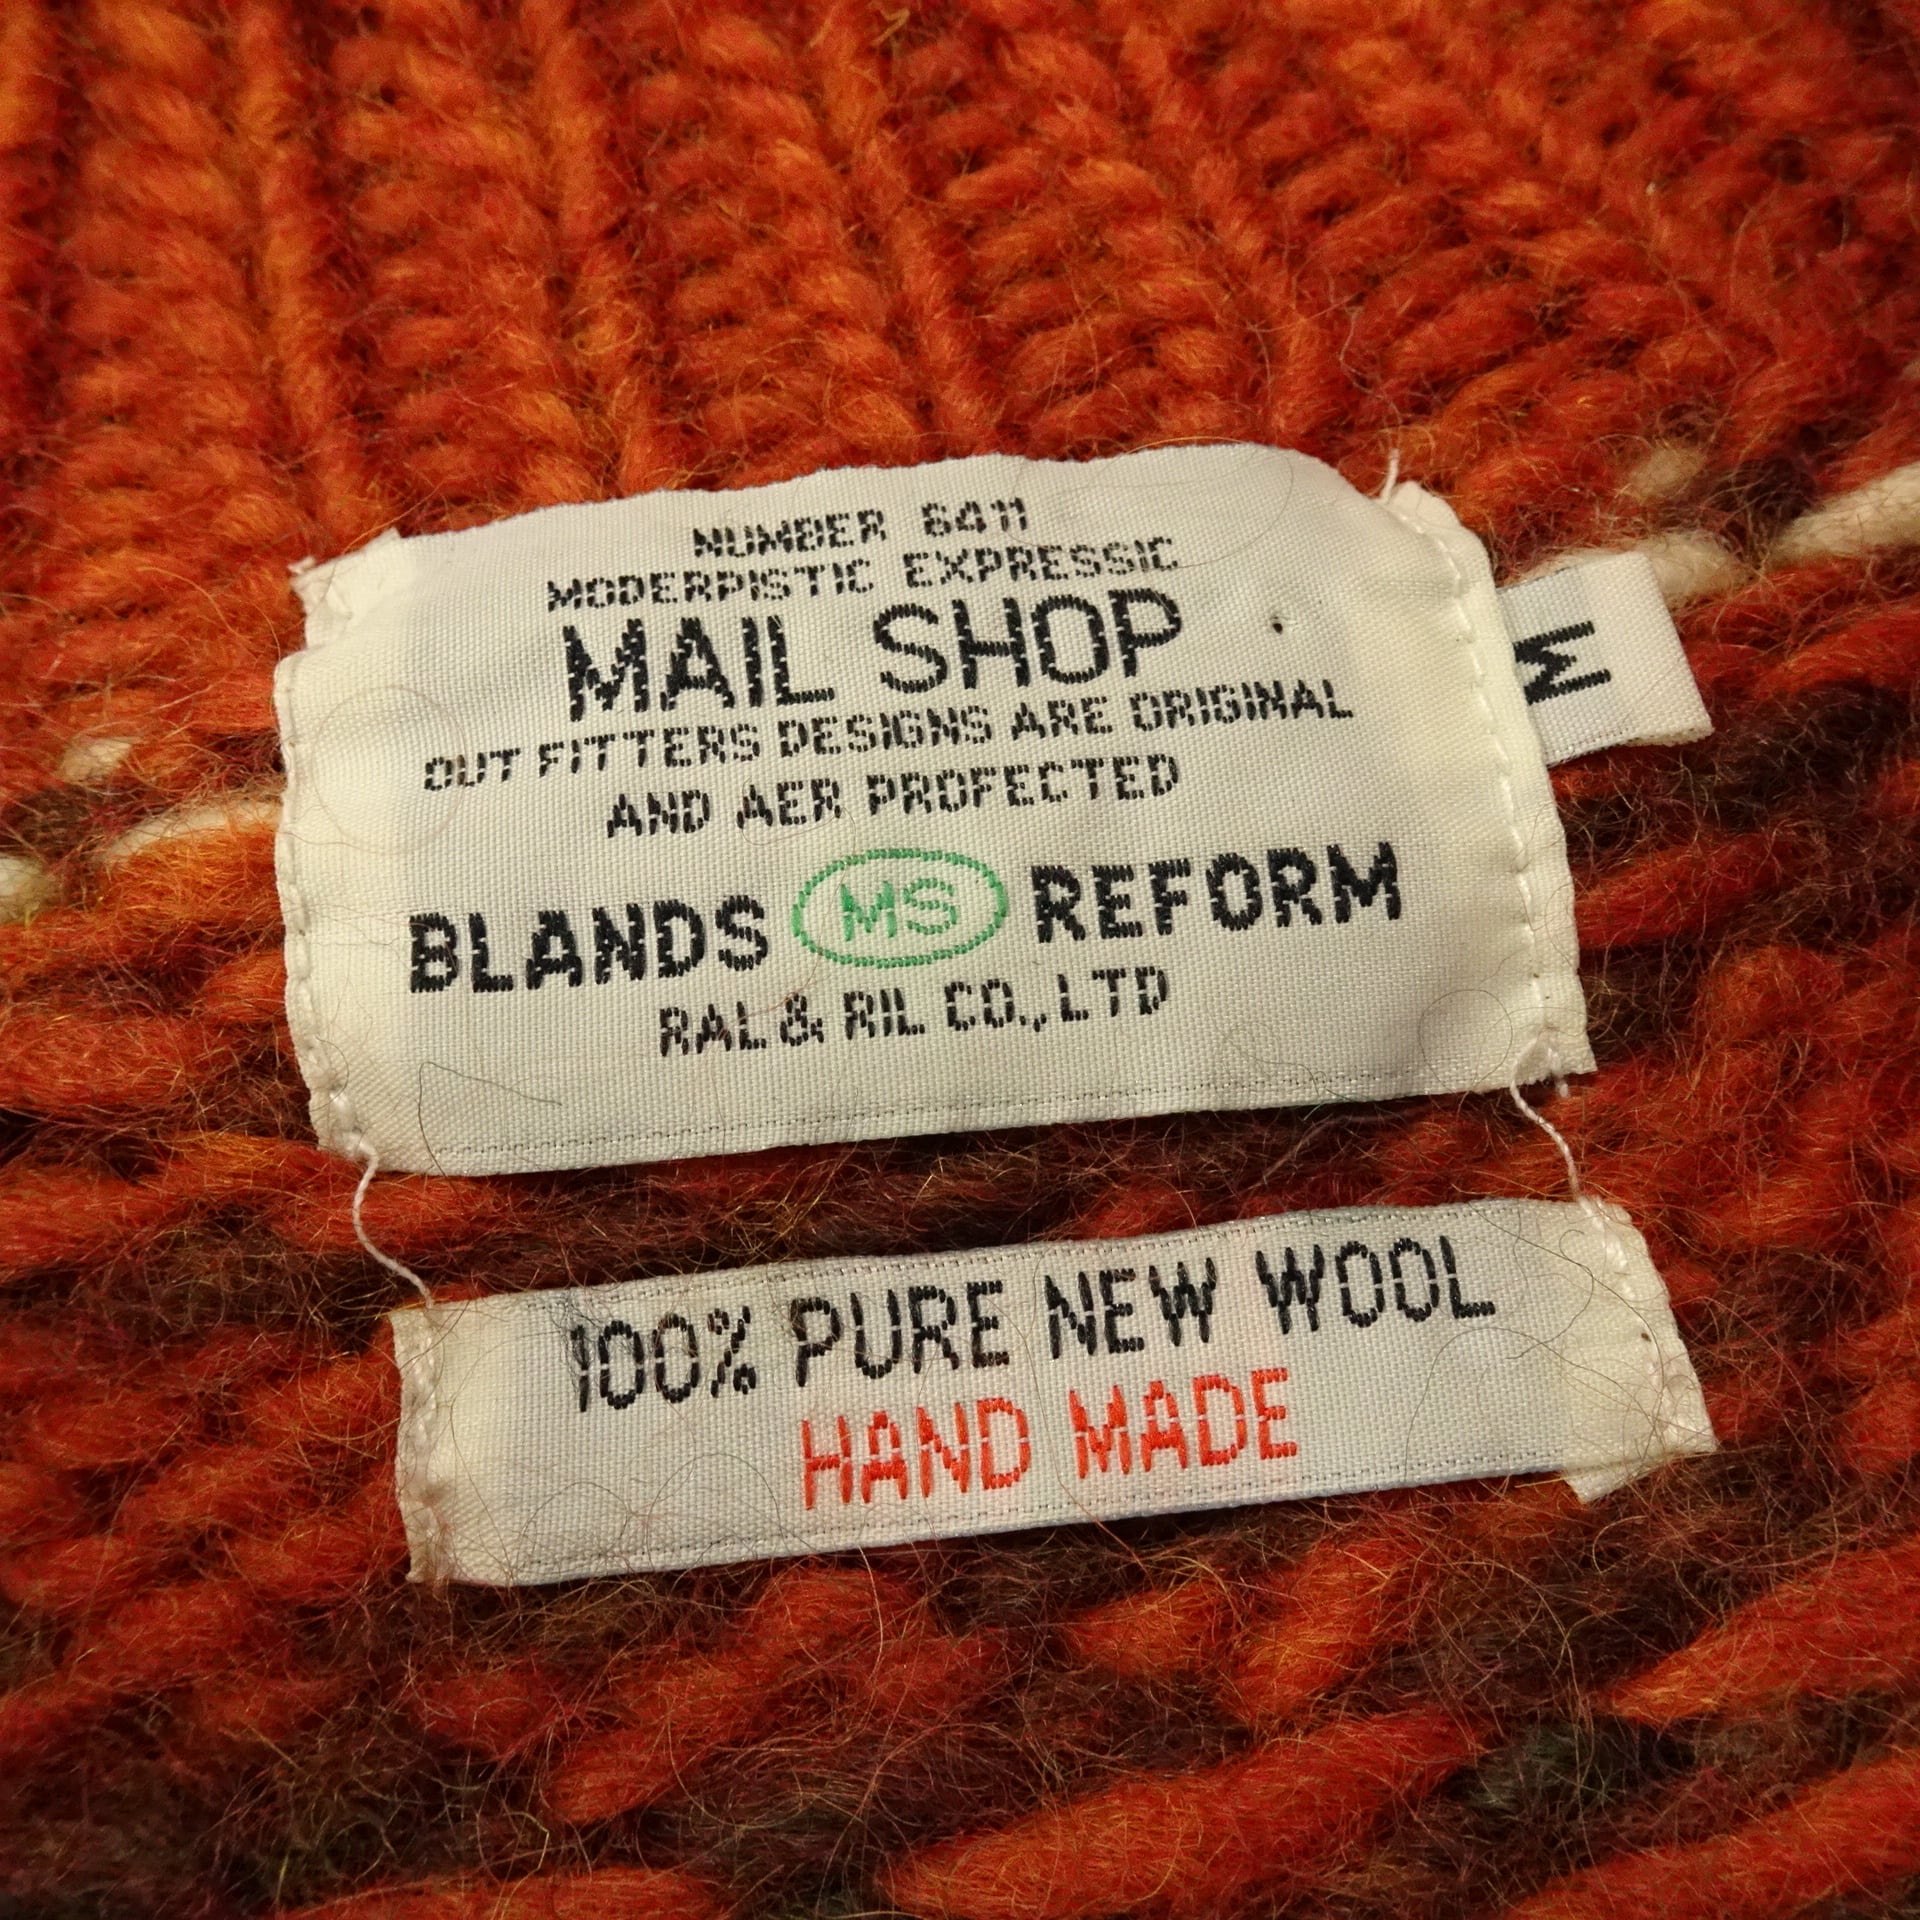 NUMBER 6411
MODERPISTIC EXPRESSIC
MAIL SHOP
OUT FITTERS DESIGNS ARE ORIGINAL
AND AER PROFECTED
BLANDS MS REFORM
RAL & RIL CO.,LTD
M
100% PURE NEW WOOL
HAND MADE